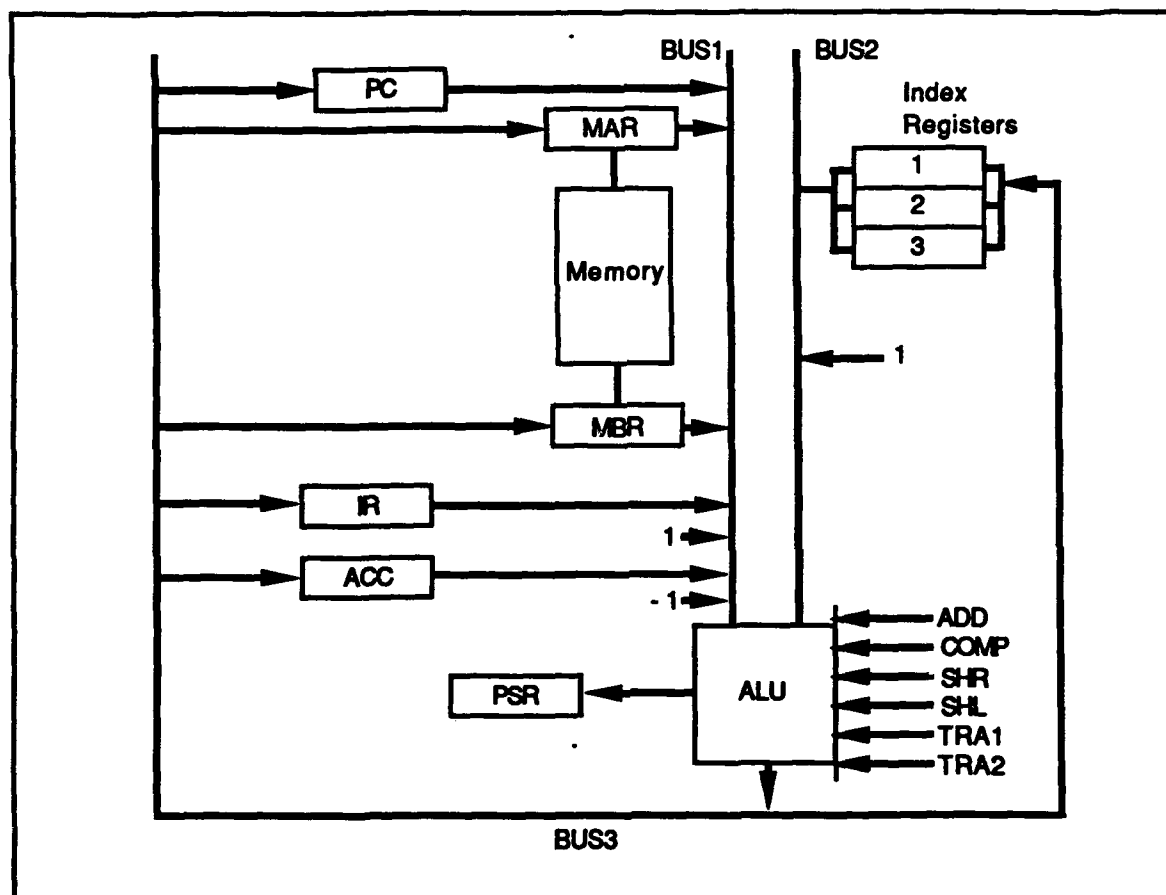 BUS1
BUS2
PC
Index
Registers
MAR
1
2
3
Memory
1
MBR
IR
1
ACC
- 1
ADD
COMP
SHR
SHL
TRA1
TRA2
ALU
PSR
BUS3